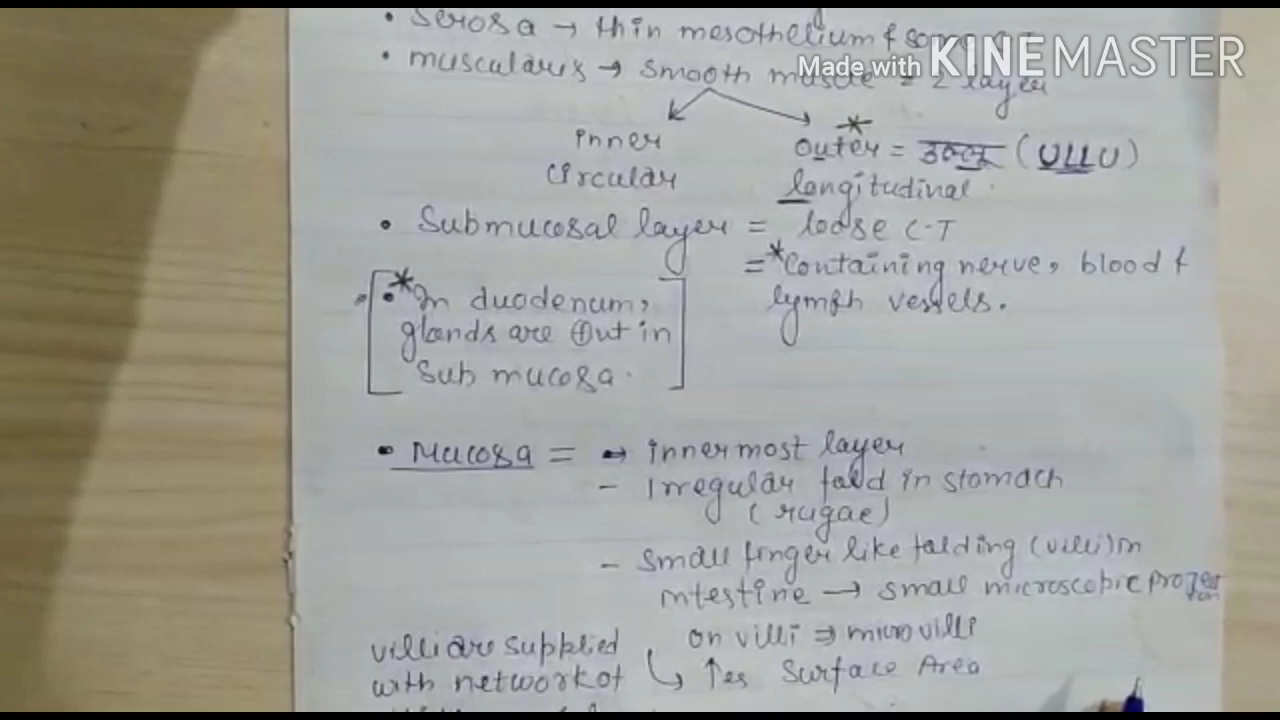 • Serosa → thin mesothelium &
Made with KINEMASTER
• muscularis → smooth muscle = 2 layer
inner
circular
*
outer = उल्लू (ULLU)
longitudinal
• Submucosal layer = loose C.T
= *containing nerve, blood &
lymph vessels.
[• *In duodenum,
glands are ⊕nt in
Sub mucosa.]
• Mucosa = → innermost layer
- Irregular fold in stomach
(rugae)
- Small finger like folding (villi) in
intestine → small microscopic
on villi ⇒ micro villi
↳ ↑es Surface Area
villi are supplied
with network of